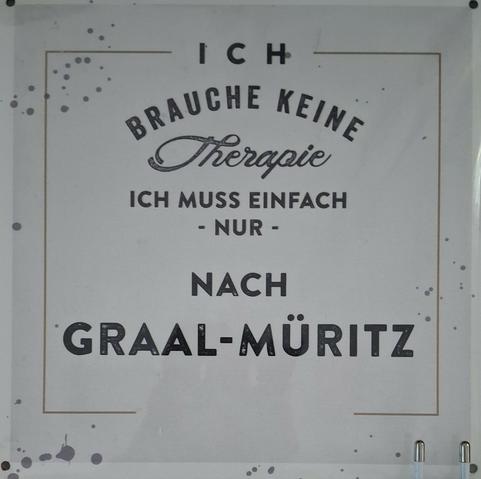 ICH
BRAUCHE KEINE
Therapie
ICH MUSS EINFACH
- NUR -
NACH
GRAAL-MÜRITZ